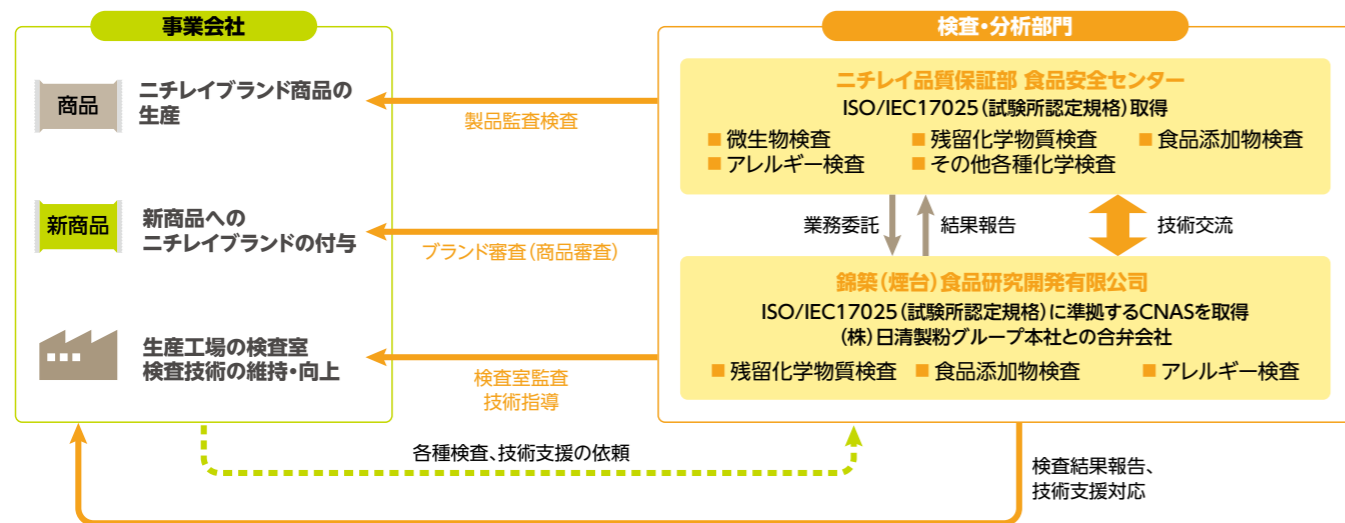 事業会社
商品
ニチレイブランド商品の
生産
新商品
新商品への
ニチレイブランドの付与
生産工場の検査室
検査技術の維持・向上
製品監査検査
ブランド審査(商品審査)
検査室監査
技術指導
検査・分析部門
ニチレイ品質保証部 食品安全センター
ISO/IEC17025(試験所認定規格)取得
■ 微生物検査 ■ 残留化学物質検査 ■ 食品添加物検査
■ アレルギー検査 ■ その他各種化学検査
業務委託 結果報告 技術交流
錦築(煙台)食品研究開発有限公司
ISO/IEC17025(試験所認定規格)に準拠するCNASを取得
(株)日清製粉グループ本社との合弁会社
■ 残留化学物質検査 ■ 食品添加物検査 ■ アレルギー検査
各種検査、技術支援の依頼
検査結果報告、
技術支援対応